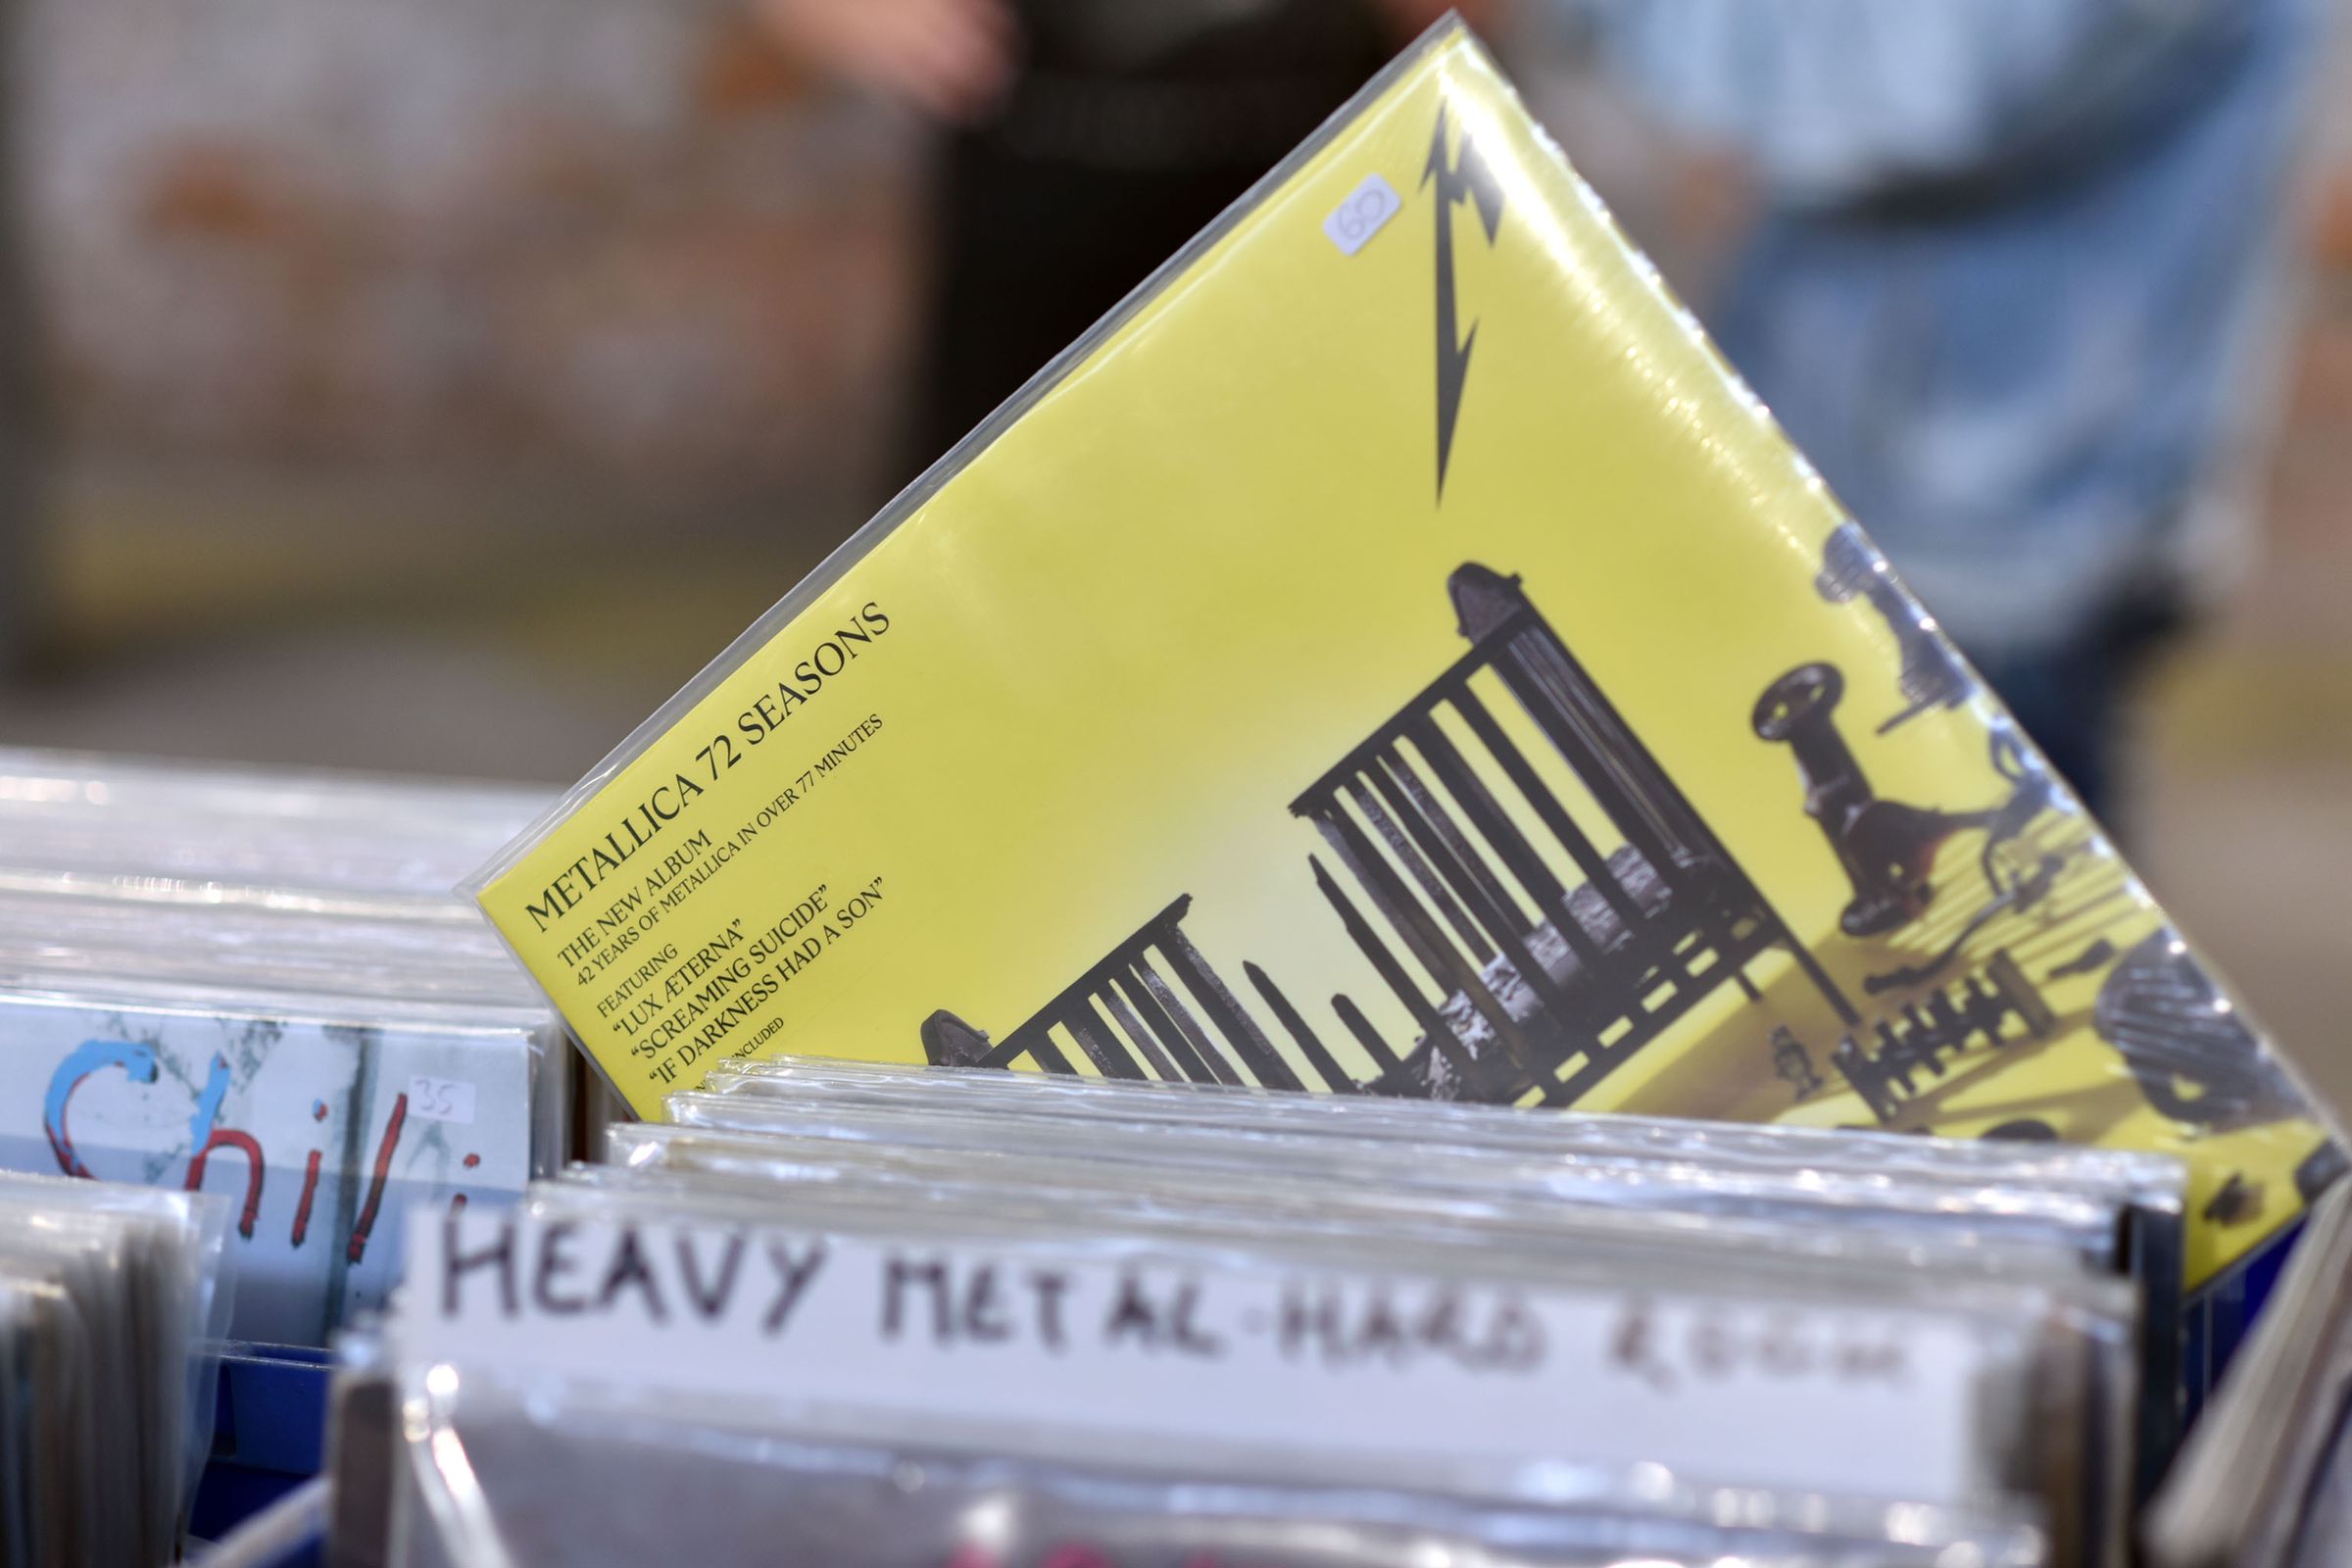 60
METALLICA 72 SEASONS
THE NEW ALBUM
42 YEARS OF METALLICA IN OVER 77 MINUTES
FEATURING
“LUX ÆTERNA”
“SCREAMING SUICIDE”
“IF DARKNESS HAD A SON”
INCLUDED
35
Chili
HEAVY METAL-HARD